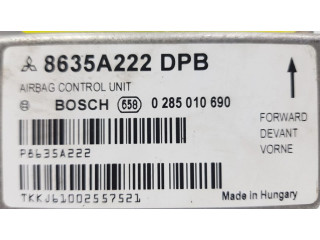 8635A222 DPB
AIRBAG CONTROL UNIT
BOSCH 658 0 285 010 690
FORWARD
DEVANT
VORNE
P8635A222
TKKJ61002557521
Made in Hungary